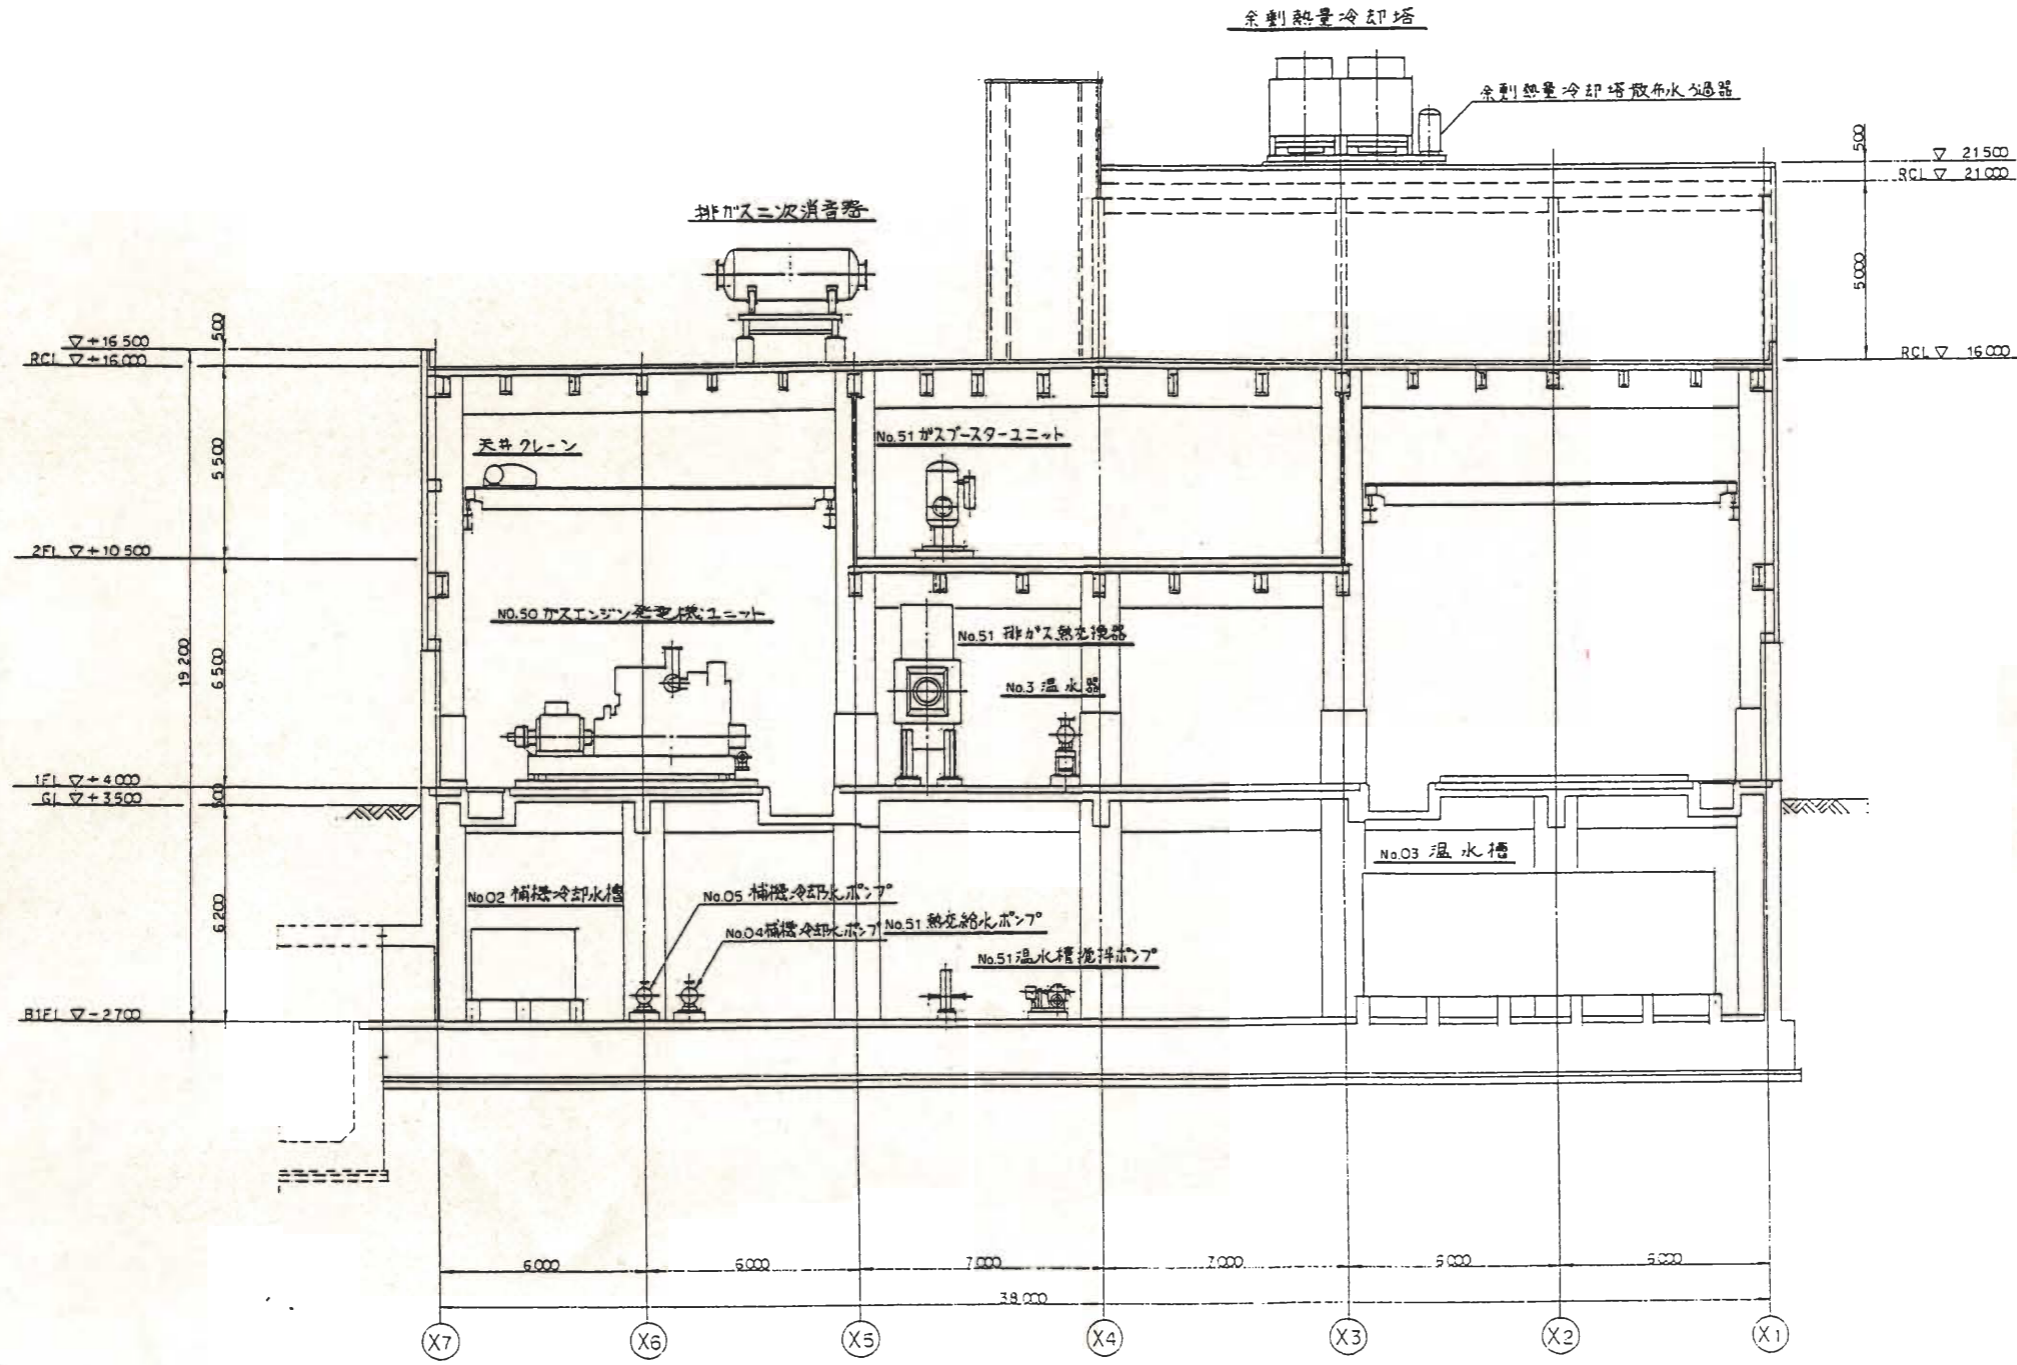 余剰熱量冷却塔
余剰熱量冷却塔散布水ろ過器
500
▽ 21500
RCL ▽ 21000
5000
RCL ▽ 16000
排ガス二次消音器
▽+16500
RCL ▽+16000
500
5500
天井クレーン
No.51 ガスブースターユニット
2FL ▽+10500
NO.50 ガスエンジン発電機ユニット
No.51 排ガス熱交換器
No.3 温水器
19200
6500
1FL ▽+4000
GL ▽+3500
500
6200
No.03 温水槽
No.02 補機冷却水槽
No.05 補機冷却水ポンプ
No.04 補機冷却水ポンプ
No.51 熱交給水ポンプ
No.51 温水槽撹拌ポンプ
B1FL ▽-2700
6000 6000 7000 7000 6000 6000
38000
X7 X6 X5 X4 X3 X2 X1